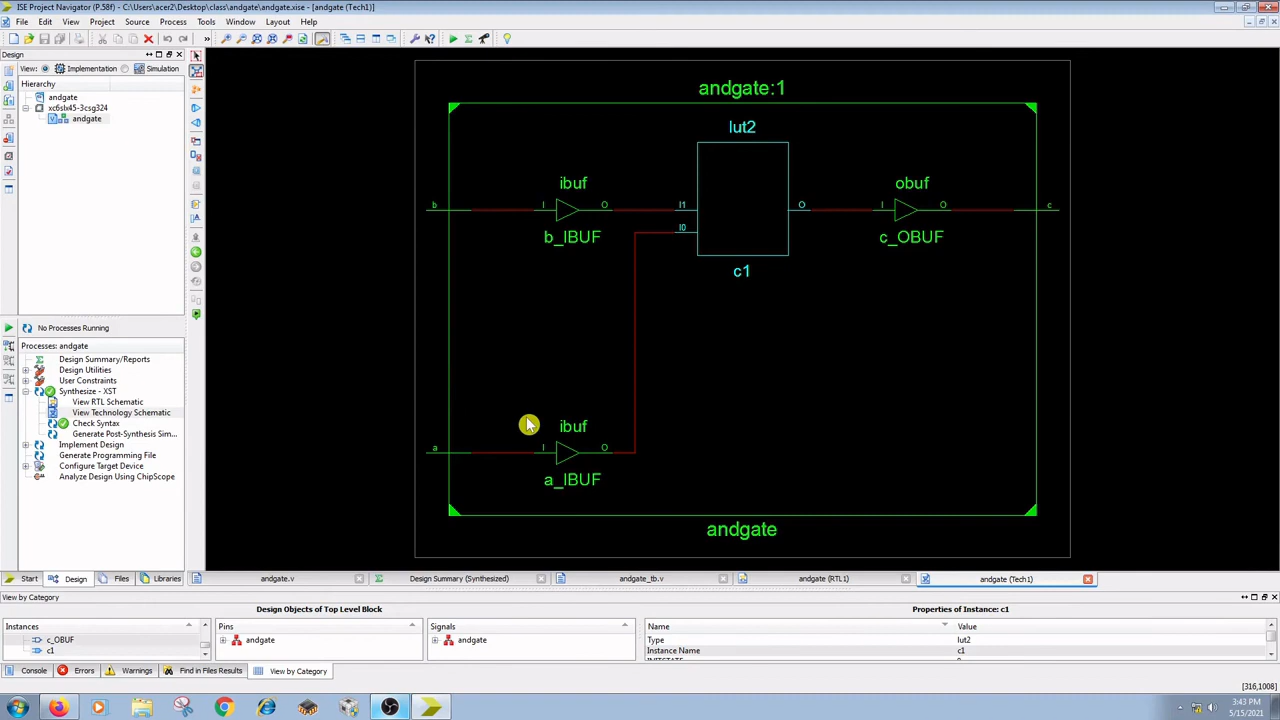 ISE Project Navigator (P.58f) - C:\Users\acer2\Desktop\class\andgate\andgate.xise - [andgate (Tech1)]
File Edit View Project Source Process Tools Window Layout Help
Design
View: Implementation Simulation
Hierarchy
andgate
xc6slx45-3csg324
andgate
No Processes Running
Processes: andgate
Design Summary/Reports
Design Utilities
User Constraints
Synthesize - XST
View RTL Schematic
View Technology Schematic
Check Syntax
Generate Post-Synthesis Sim...
Implement Design
Generate Programming File
Configure Target Device
Analyze Design Using ChipScope
Start Design Files Libraries
andgate:1
lut2
ibuf
obuf
b I O I1 O I O c
I0
b_IBUF
c_OBUF
c1
ibuf
a I O
a_IBUF
andgate
andgate.v Design Summary (Synthesized) andgate_tb.v andgate (RTL1) andgate (Tech1)
View by Category
Design Objects of Top Level Block Properties of Instance: c1
Instances Pins Signals Name Value
c_OBUF andgate andgate Type lut2
c1 Instance Name c1
Console Errors Warnings Find in Files Results View by Category
[316,1008]
3:43 PM
5/15/2021